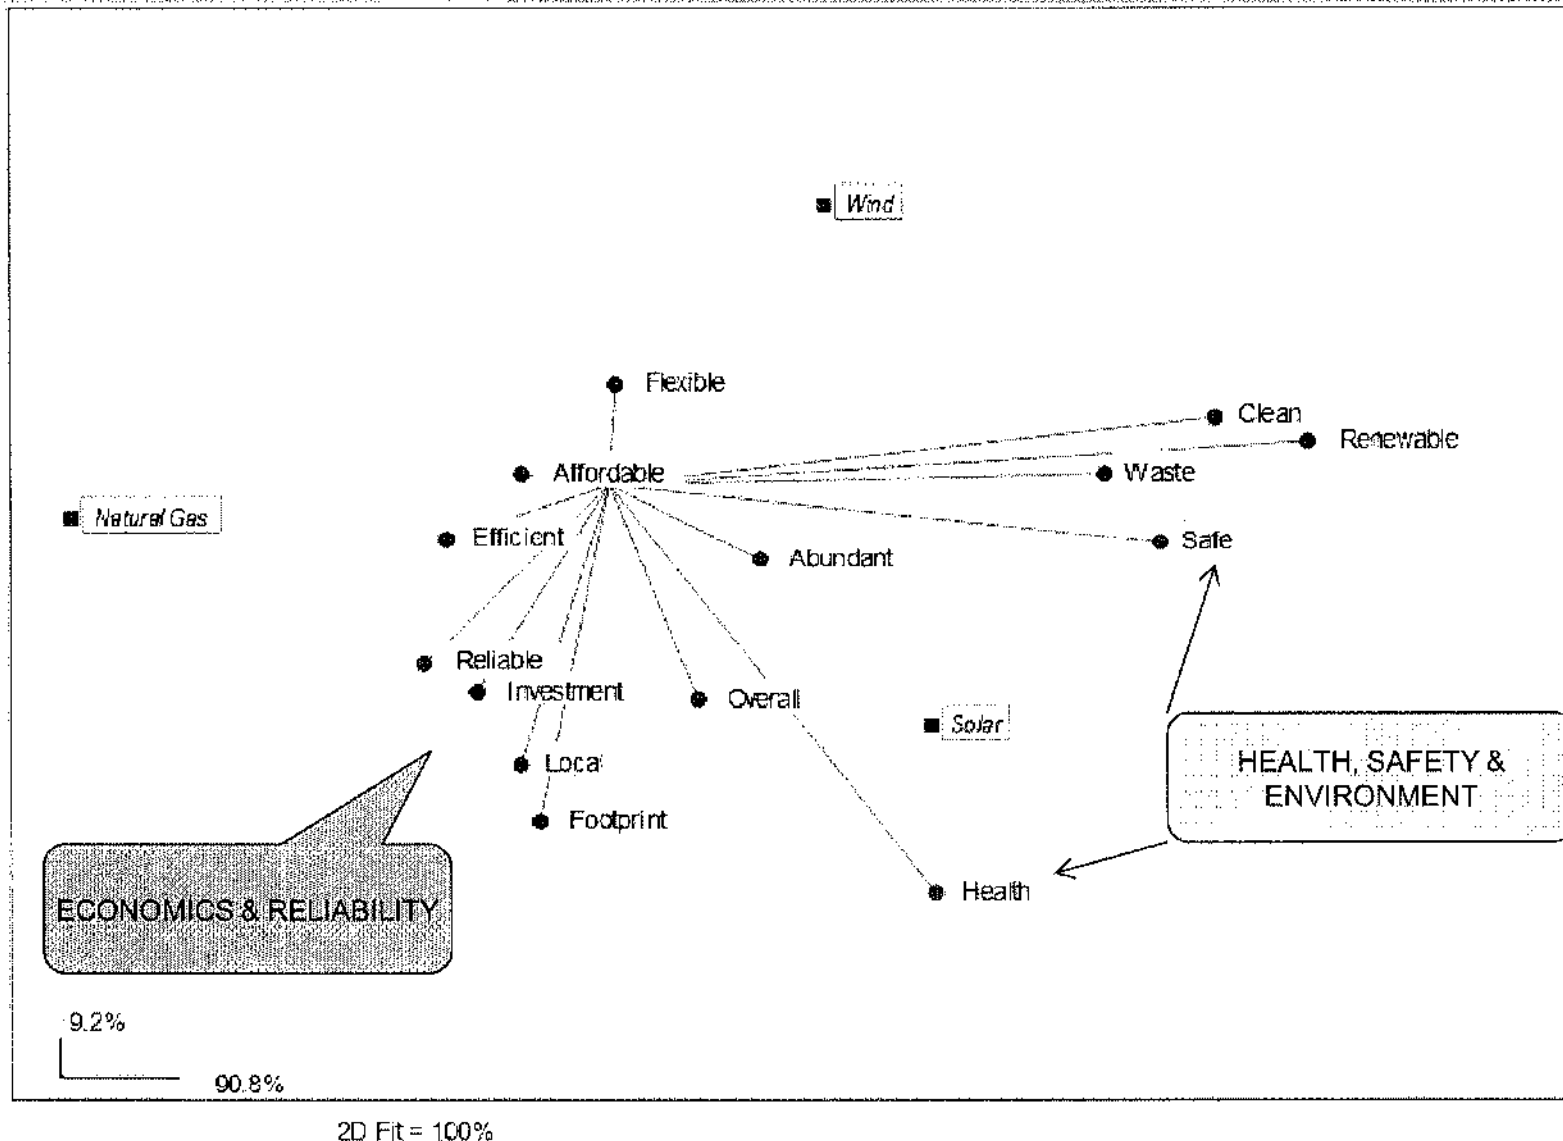 Wind
Flexible
Clean
Renewable
Affordable
Waste
Natural Gas
Efficient
Safe
Abundant
Reliable
Investment
Overall
Solar
Local
HEALTH, SAFETY &
ENVIRONMENT
Footprint
Health
ECONOMICS & RELIABILITY
9.2%
90.8%
2D Fit = 100%